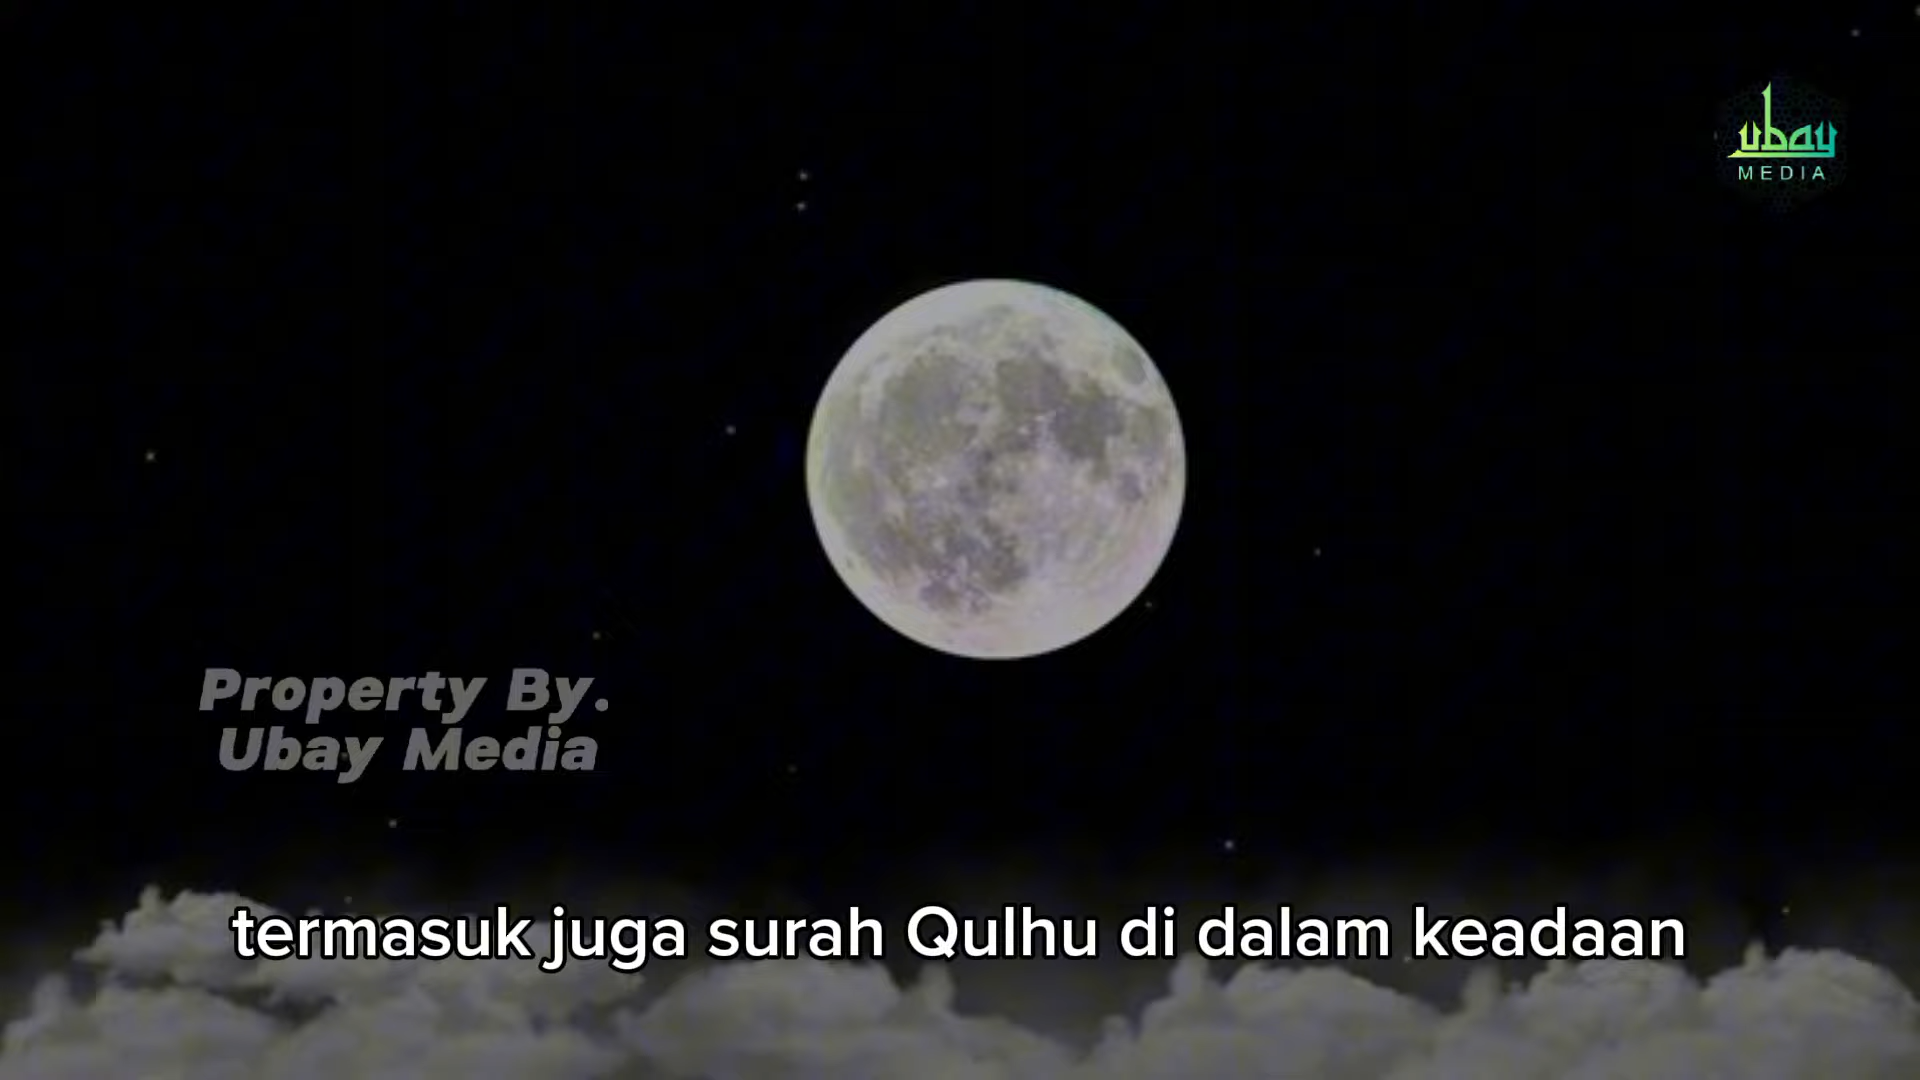 ubay
MEDIA
Property By.
Ubay Media
termasuk juga surah Qulhu di dalam keadaan